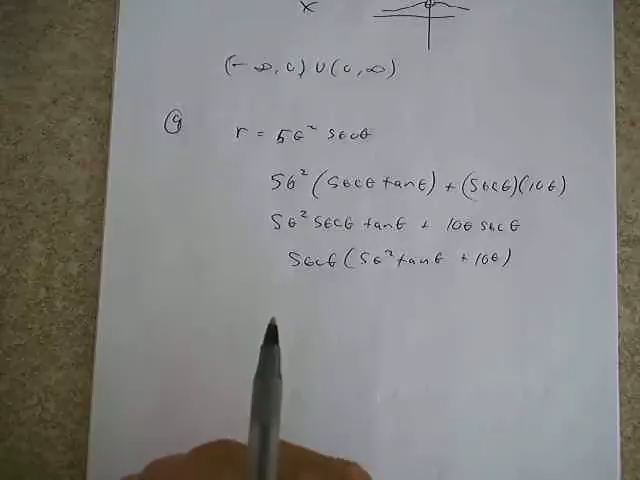 x
(-∞, 0) ∪ (0, ∞)
9 r = 5θ² secθ
5θ² (secθ tanθ) + (secθ)(10θ)
5θ² secθ tanθ + 10θ secθ
secθ (5θ² tanθ + 10θ)